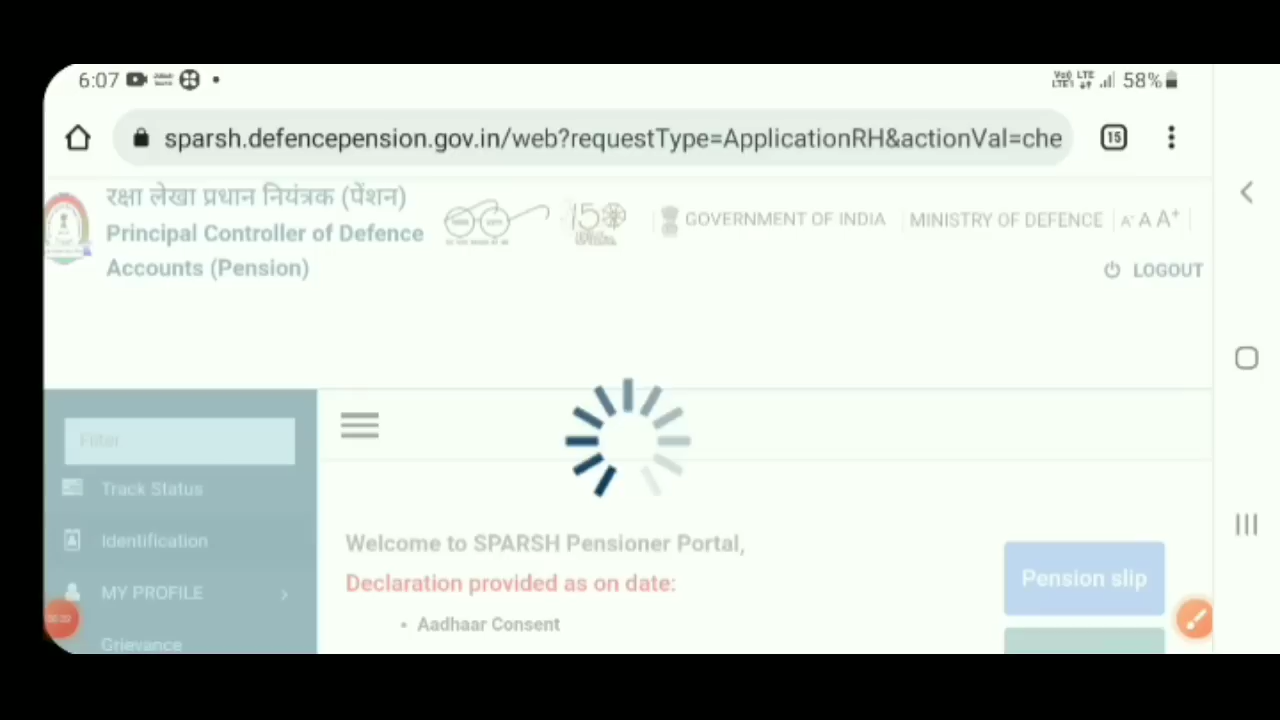 6:07
58%
sparsh.defencepension.gov.in/web?requestType=ApplicationRH&actionVal=che
15
रक्षा लेखा प्रधान नियंत्रक (पेंशन)
Principal Controller of Defence
Accounts (Pension)
GOVERNMENT OF INDIA
MINISTRY OF DEFENCE
A- A A+
LOGOUT
Filter
Track Status
Identification
MY PROFILE
Grievance
Welcome to SPARSH Pensioner Portal,
Declaration provided as on date:
• Aadhaar Consent
Pension slip